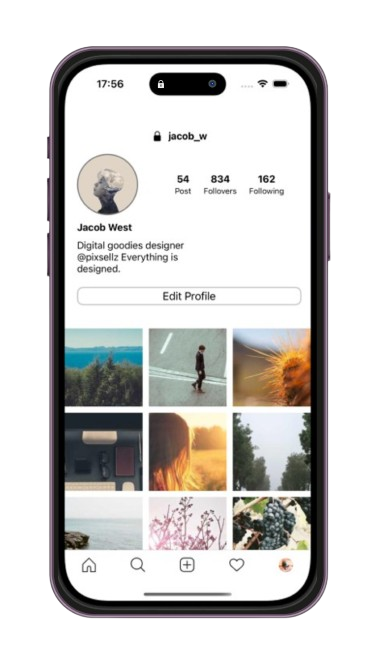 17:56
jacob_w
54 834 162
Post Follovers Following
Jacob West
Digital goodies designer
@pixsellz Everything is
designed.
Edit Profile